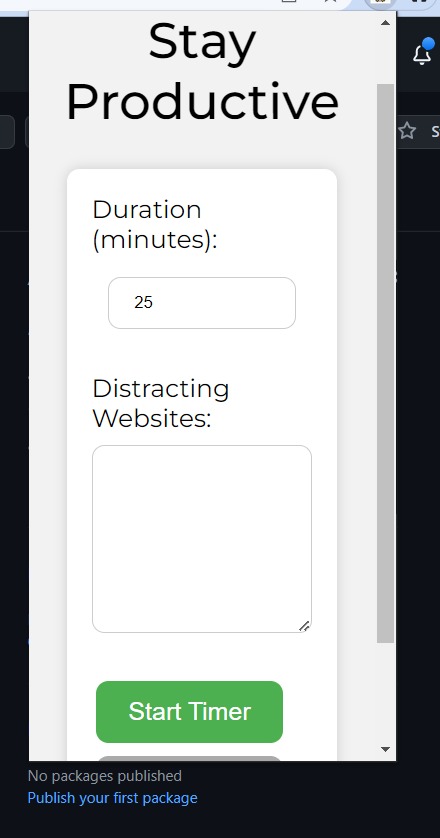 Stay
Productive
S
Duration
(minutes):
25
Distracting
Websites:
Start Timer
No packages published
Publish your first package